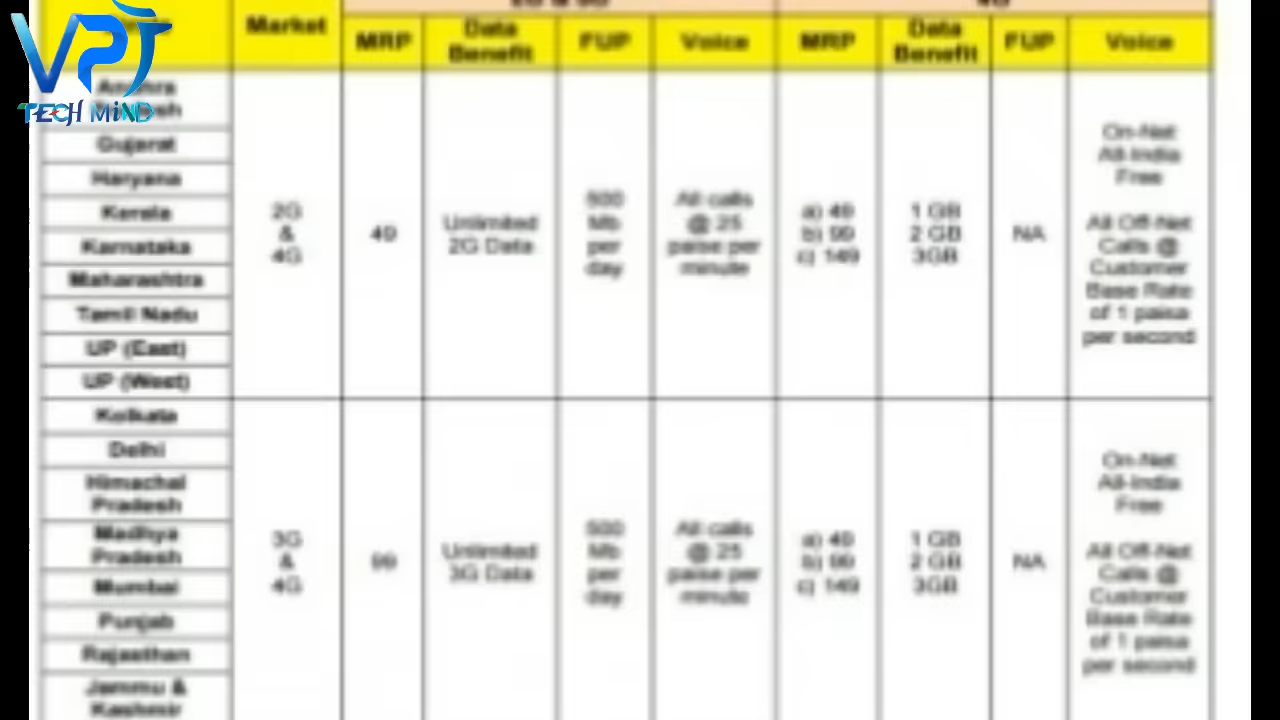 VPT
TECH MIND
Market
MRP
Data
Benefit
FUP
Voice
MRP
Data
Benefit
FUP
Voice
Gujarat
Haryana
Kerala
Karnataka
Maharashtra
Tamil Nadu
UP (East)
UP (West)
2G
&
4G
49
Unlimited
2G Data
500
Mb
per
day
All calls
@ 25
paise per
minute
a) 49
b) 99
c) 149
1 GB
2 GB
3GB
NA
On-Net
All-India
Free
All Off-Net
Calls @
Customer
Base Rate
of 1 paisa
per second
Kolkata
Delhi
Himachal
Pradesh
Madhya
Pradesh
Mumbai
Punjab
Rajasthan
Jammu &
Kashmir
3G
&
4G
99
Unlimited
3G Data
500
Mb
per
day
All calls
@ 25
paise per
minute
a) 49
b) 99
c) 149
1 GB
2 GB
3GB
NA
On-Net
All-India
Free
All Off-Net
Calls @
Customer
Base Rate
of 1 paisa
per second